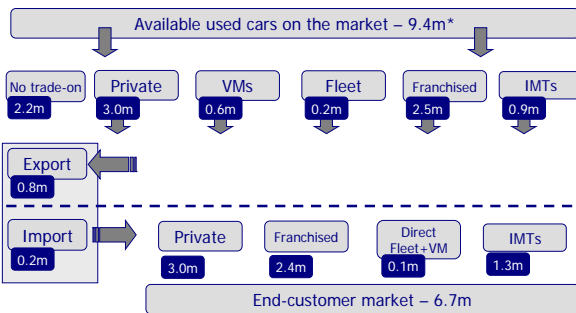 Available used cars on the market – 9.4m*
No trade-on
2.2m
Private
3.0m
VMs
0.6m
Fleet
0.2m
Franchised
2.5m
IMTs
0.9m
Export
0.8m
Import
0.2m
Private
3.0m
Franchised
2.4m
Direct
Fleet+VM
0.1m
IMTs
1.3m
End-customer market – 6.7m